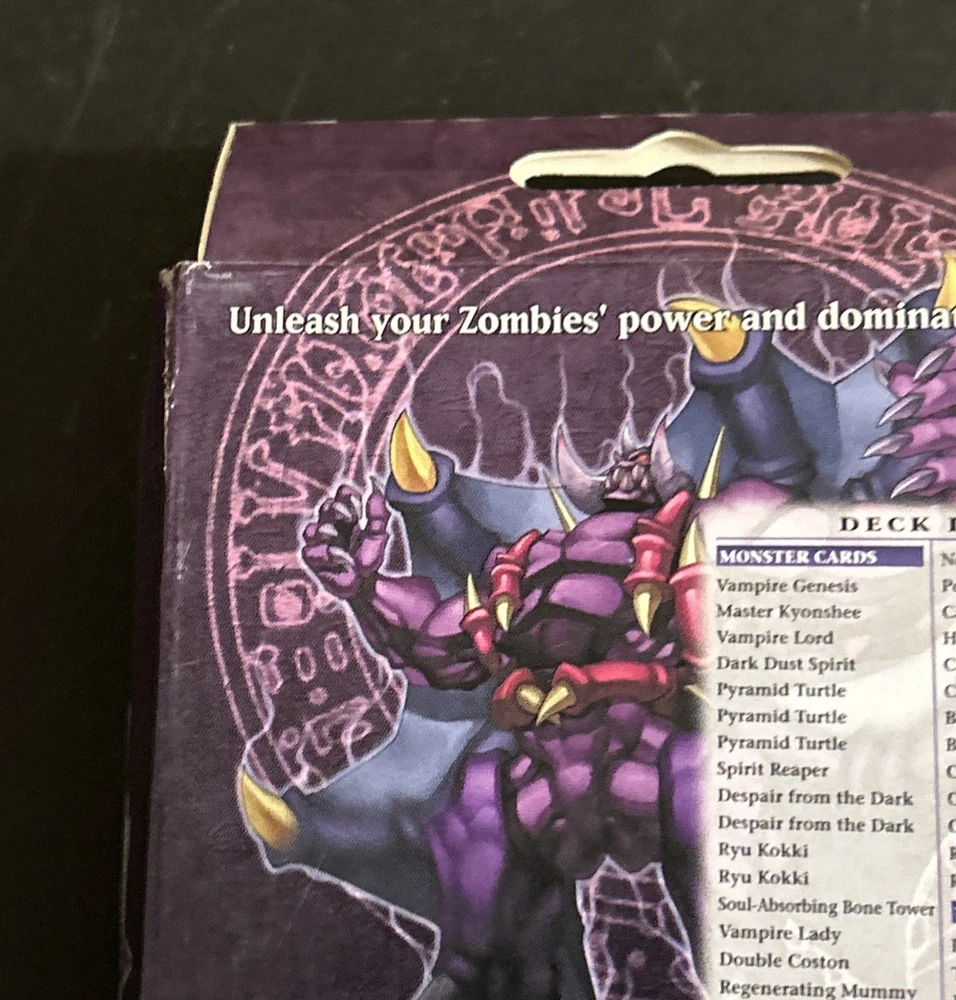 Unleash your Zombies' power and dominat
DECK
MONSTER CARDS
Vampire Genesis
Master Kyonshee
Vampire Lord
Dark Dust Spirit
Pyramid Turtle
Pyramid Turtle
Pyramid Turtle
Spirit Reaper
Despair from the Dark
Despair from the Dark
Ryu Kokki
Ryu Kokki
Soul-Absorbing Bone Tower
Vampire Lady
Double Coston
Regenerating Mummy